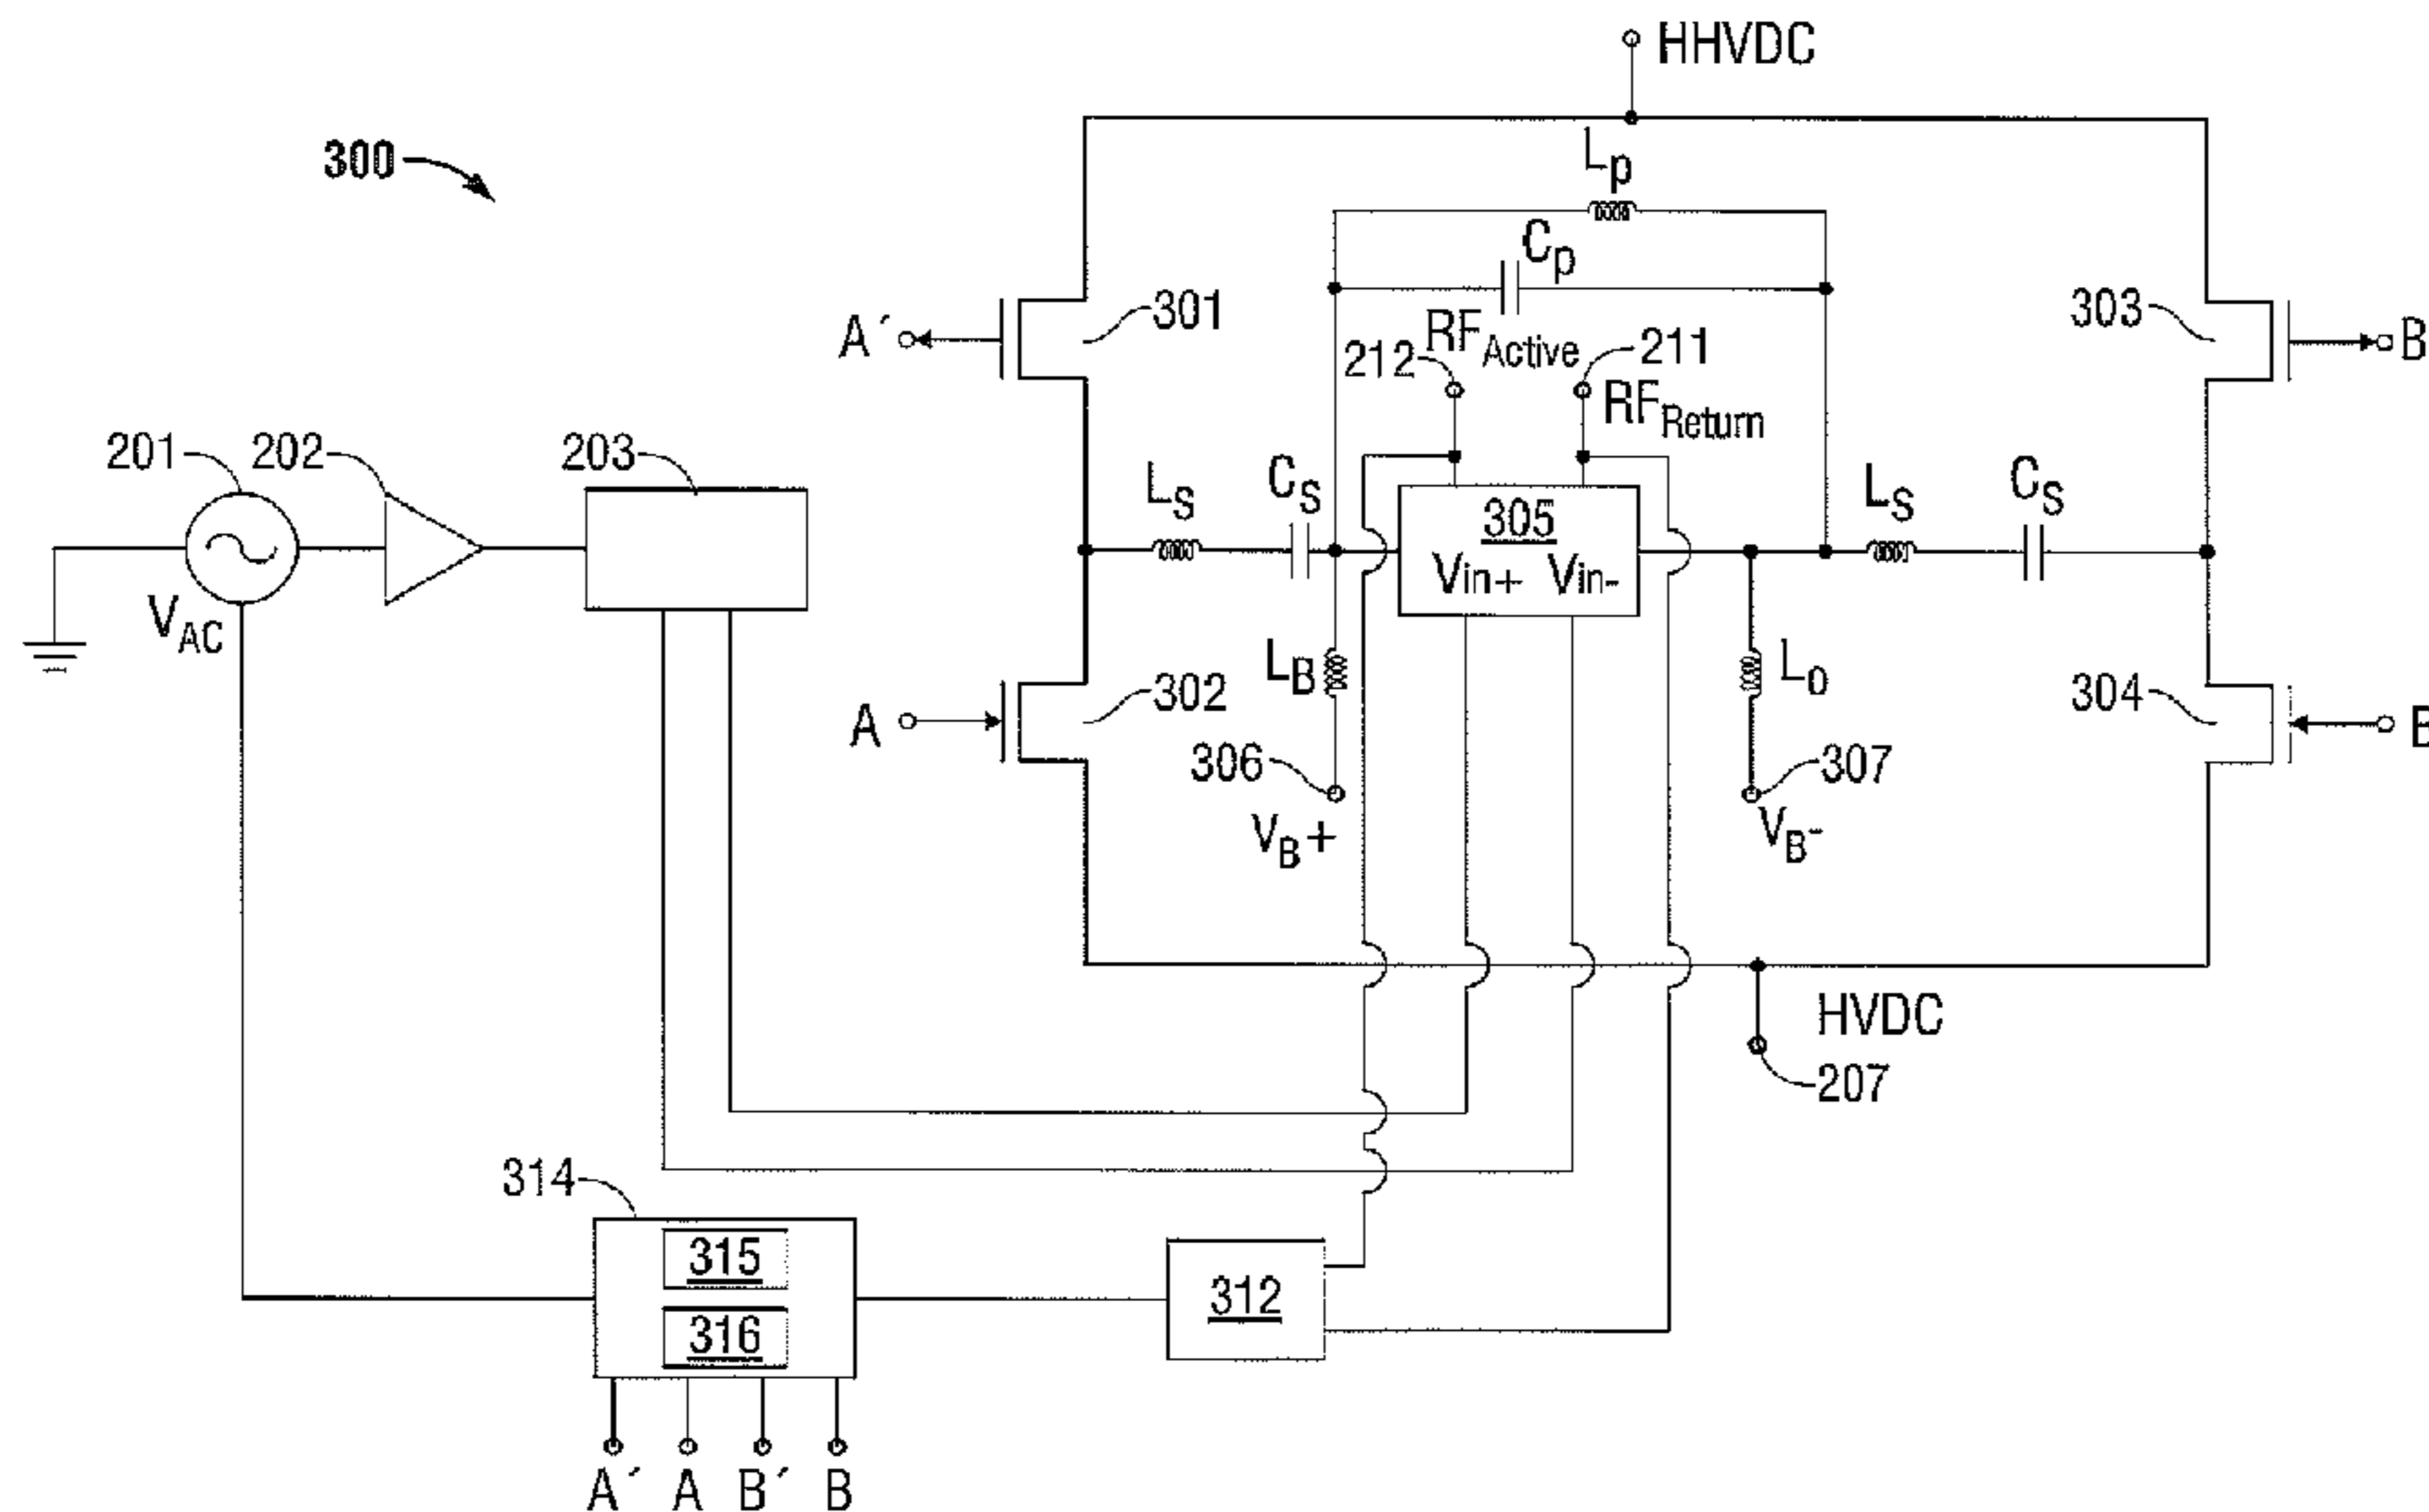 HHVDC
300
Lp
Cp
A´
301
303
B
212
RFActive
211
RFReturn
201
202
203
LS
CS
305
Vin+ Vin-
LS
CS
VAC
LB
Lo
A
302
304
306
307
VB+
VB-
HVDC
207
314
315
316
312
A´ A B´ B